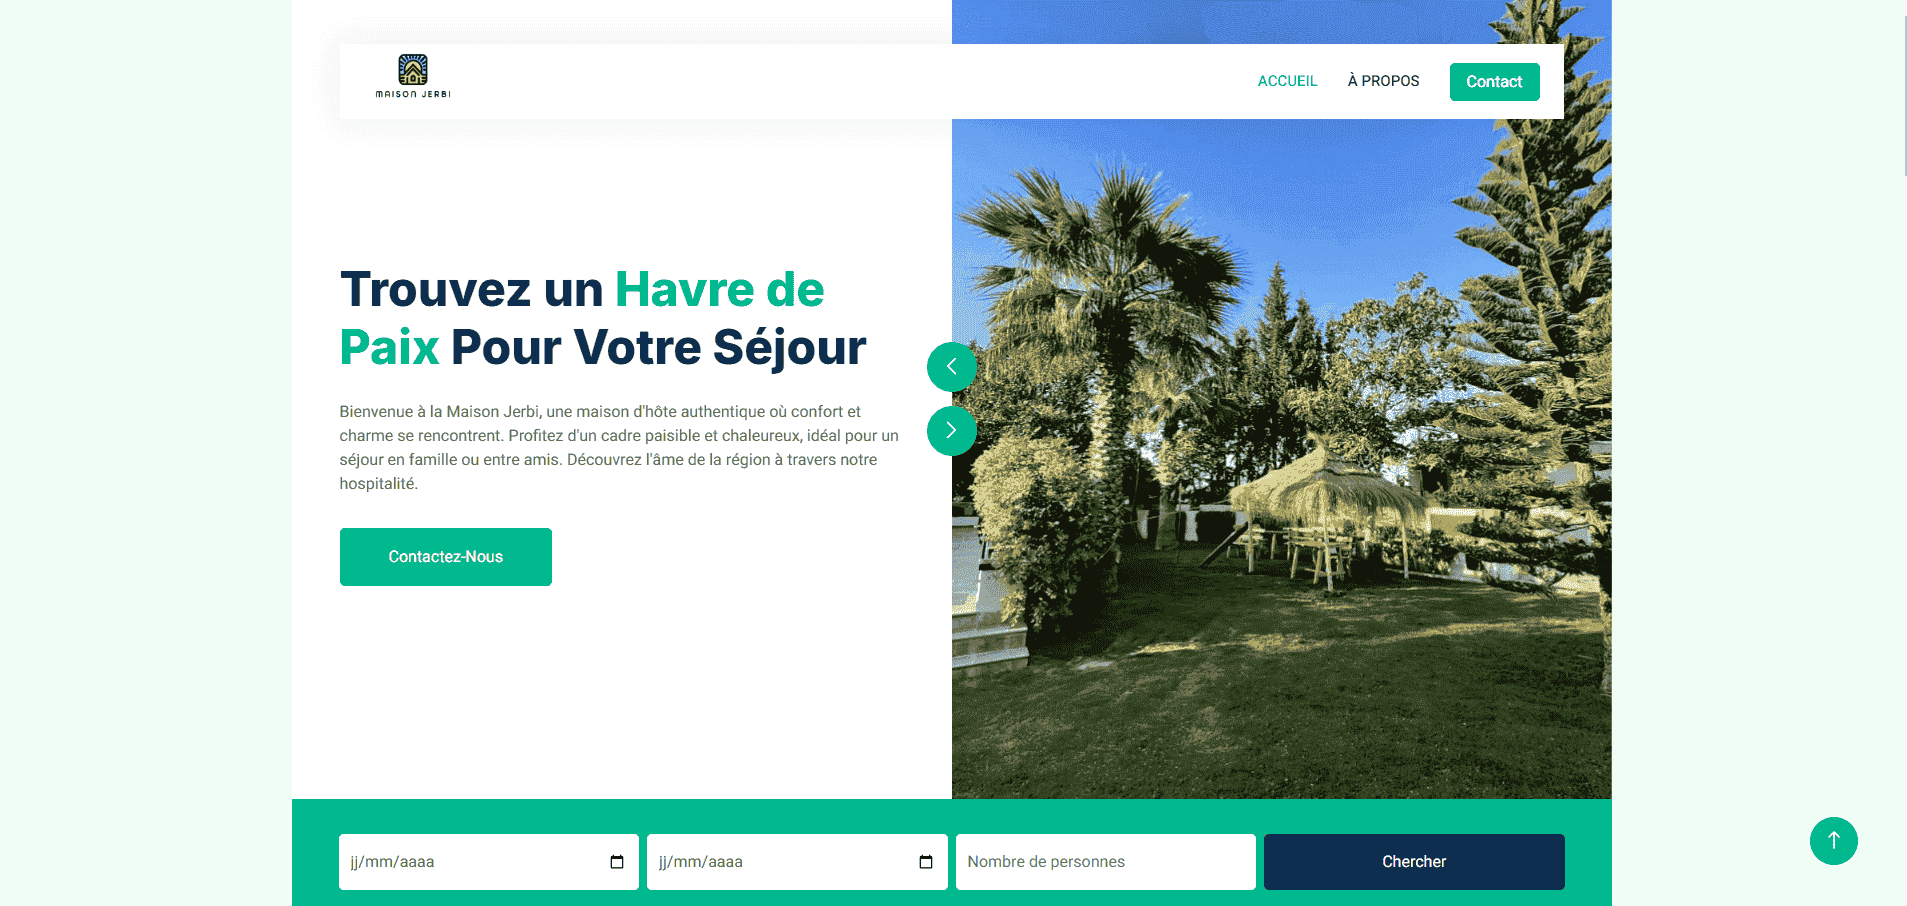 MAISON JERBI
ACCUEIL
À PROPOS
Contact
Trouvez un Havre de
Paix Pour Votre Séjour
Bienvenue à la Maison Jerbi, une maison d'hôte authentique où confort et
charme se rencontrent. Profitez d'un cadre paisible et chaleureux, idéal pour un
séjour en famille ou entre amis. Découvrez l'âme de la région à travers notre
hospitalité.
Contactez-Nous
jj/mm/aaaa
jj/mm/aaaa
Nombre de personnes
Chercher